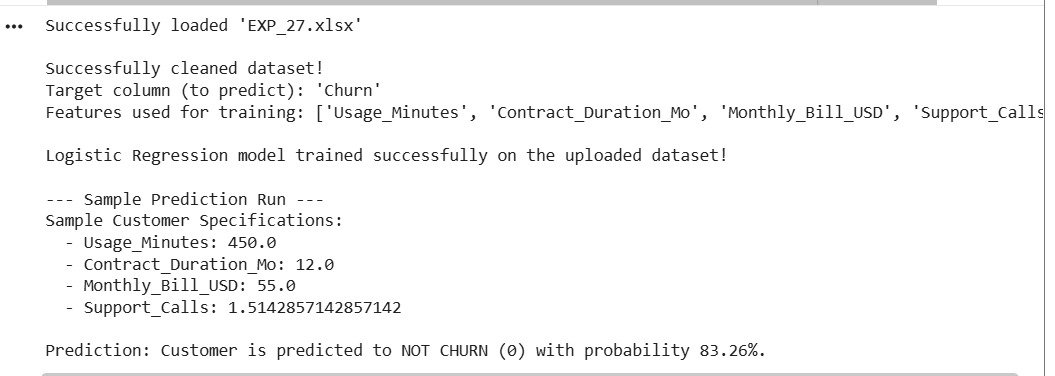 Successfully loaded 'EXP_27.xlsx'
Successfully cleaned dataset!
Target column (to predict): 'Churn'
Features used for training: ['Usage_Minutes', 'Contract_Duration_Mo', 'Monthly_Bill_USD', 'Support_Calls
Logistic Regression model trained successfully on the uploaded dataset!
--- Sample Prediction Run ---
Sample Customer Specifications:
- Usage_Minutes: 450.0
- Contract_Duration_Mo: 12.0
- Monthly_Bill_USD: 55.0
- Support_Calls: 1.5142857142857142
Prediction: Customer is predicted to NOT CHURN (0) with probability 83.26%.